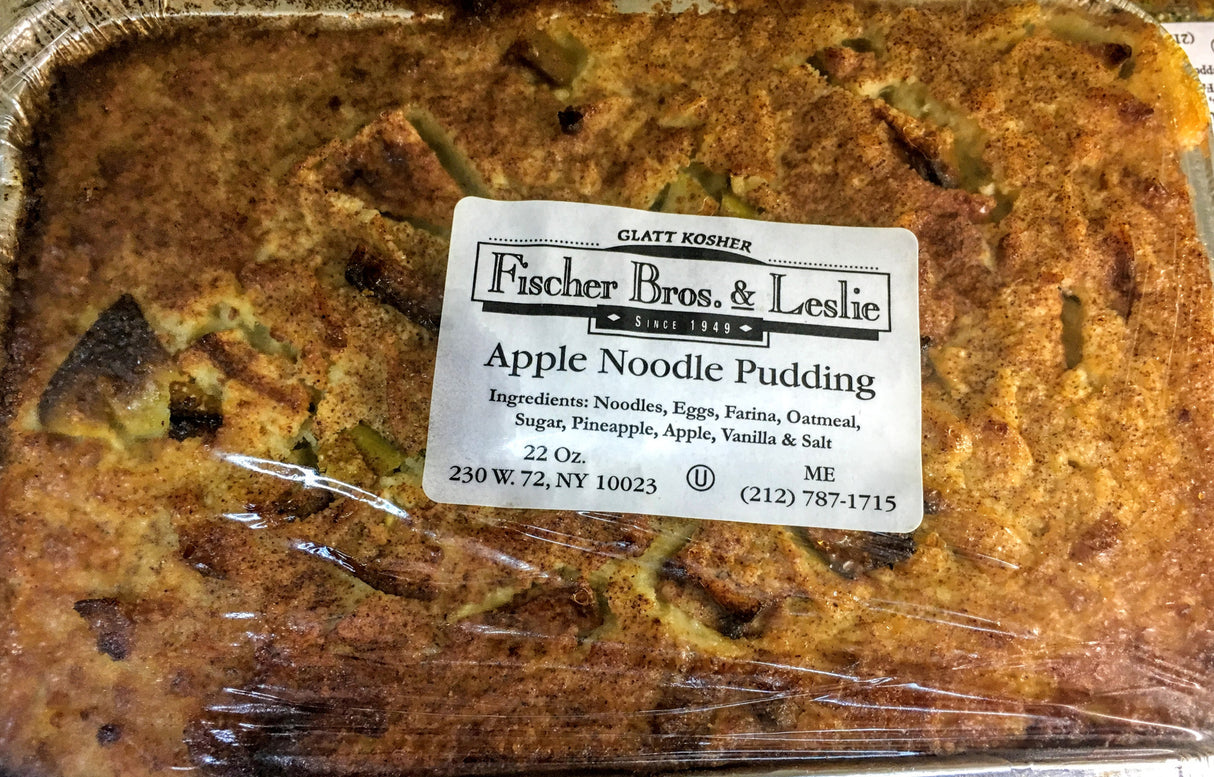 GLATT KOSHER
Fischer Bros. & Leslie
SINCE 1949
Apple Noodle Pudding
Ingredients: Noodles, Eggs, Farina, Oatmeal,
Sugar, Pineapple, Apple, Vanilla & Salt
22 Oz.
230 W. 72, NY 10023
U
ME
(212) 787-1715